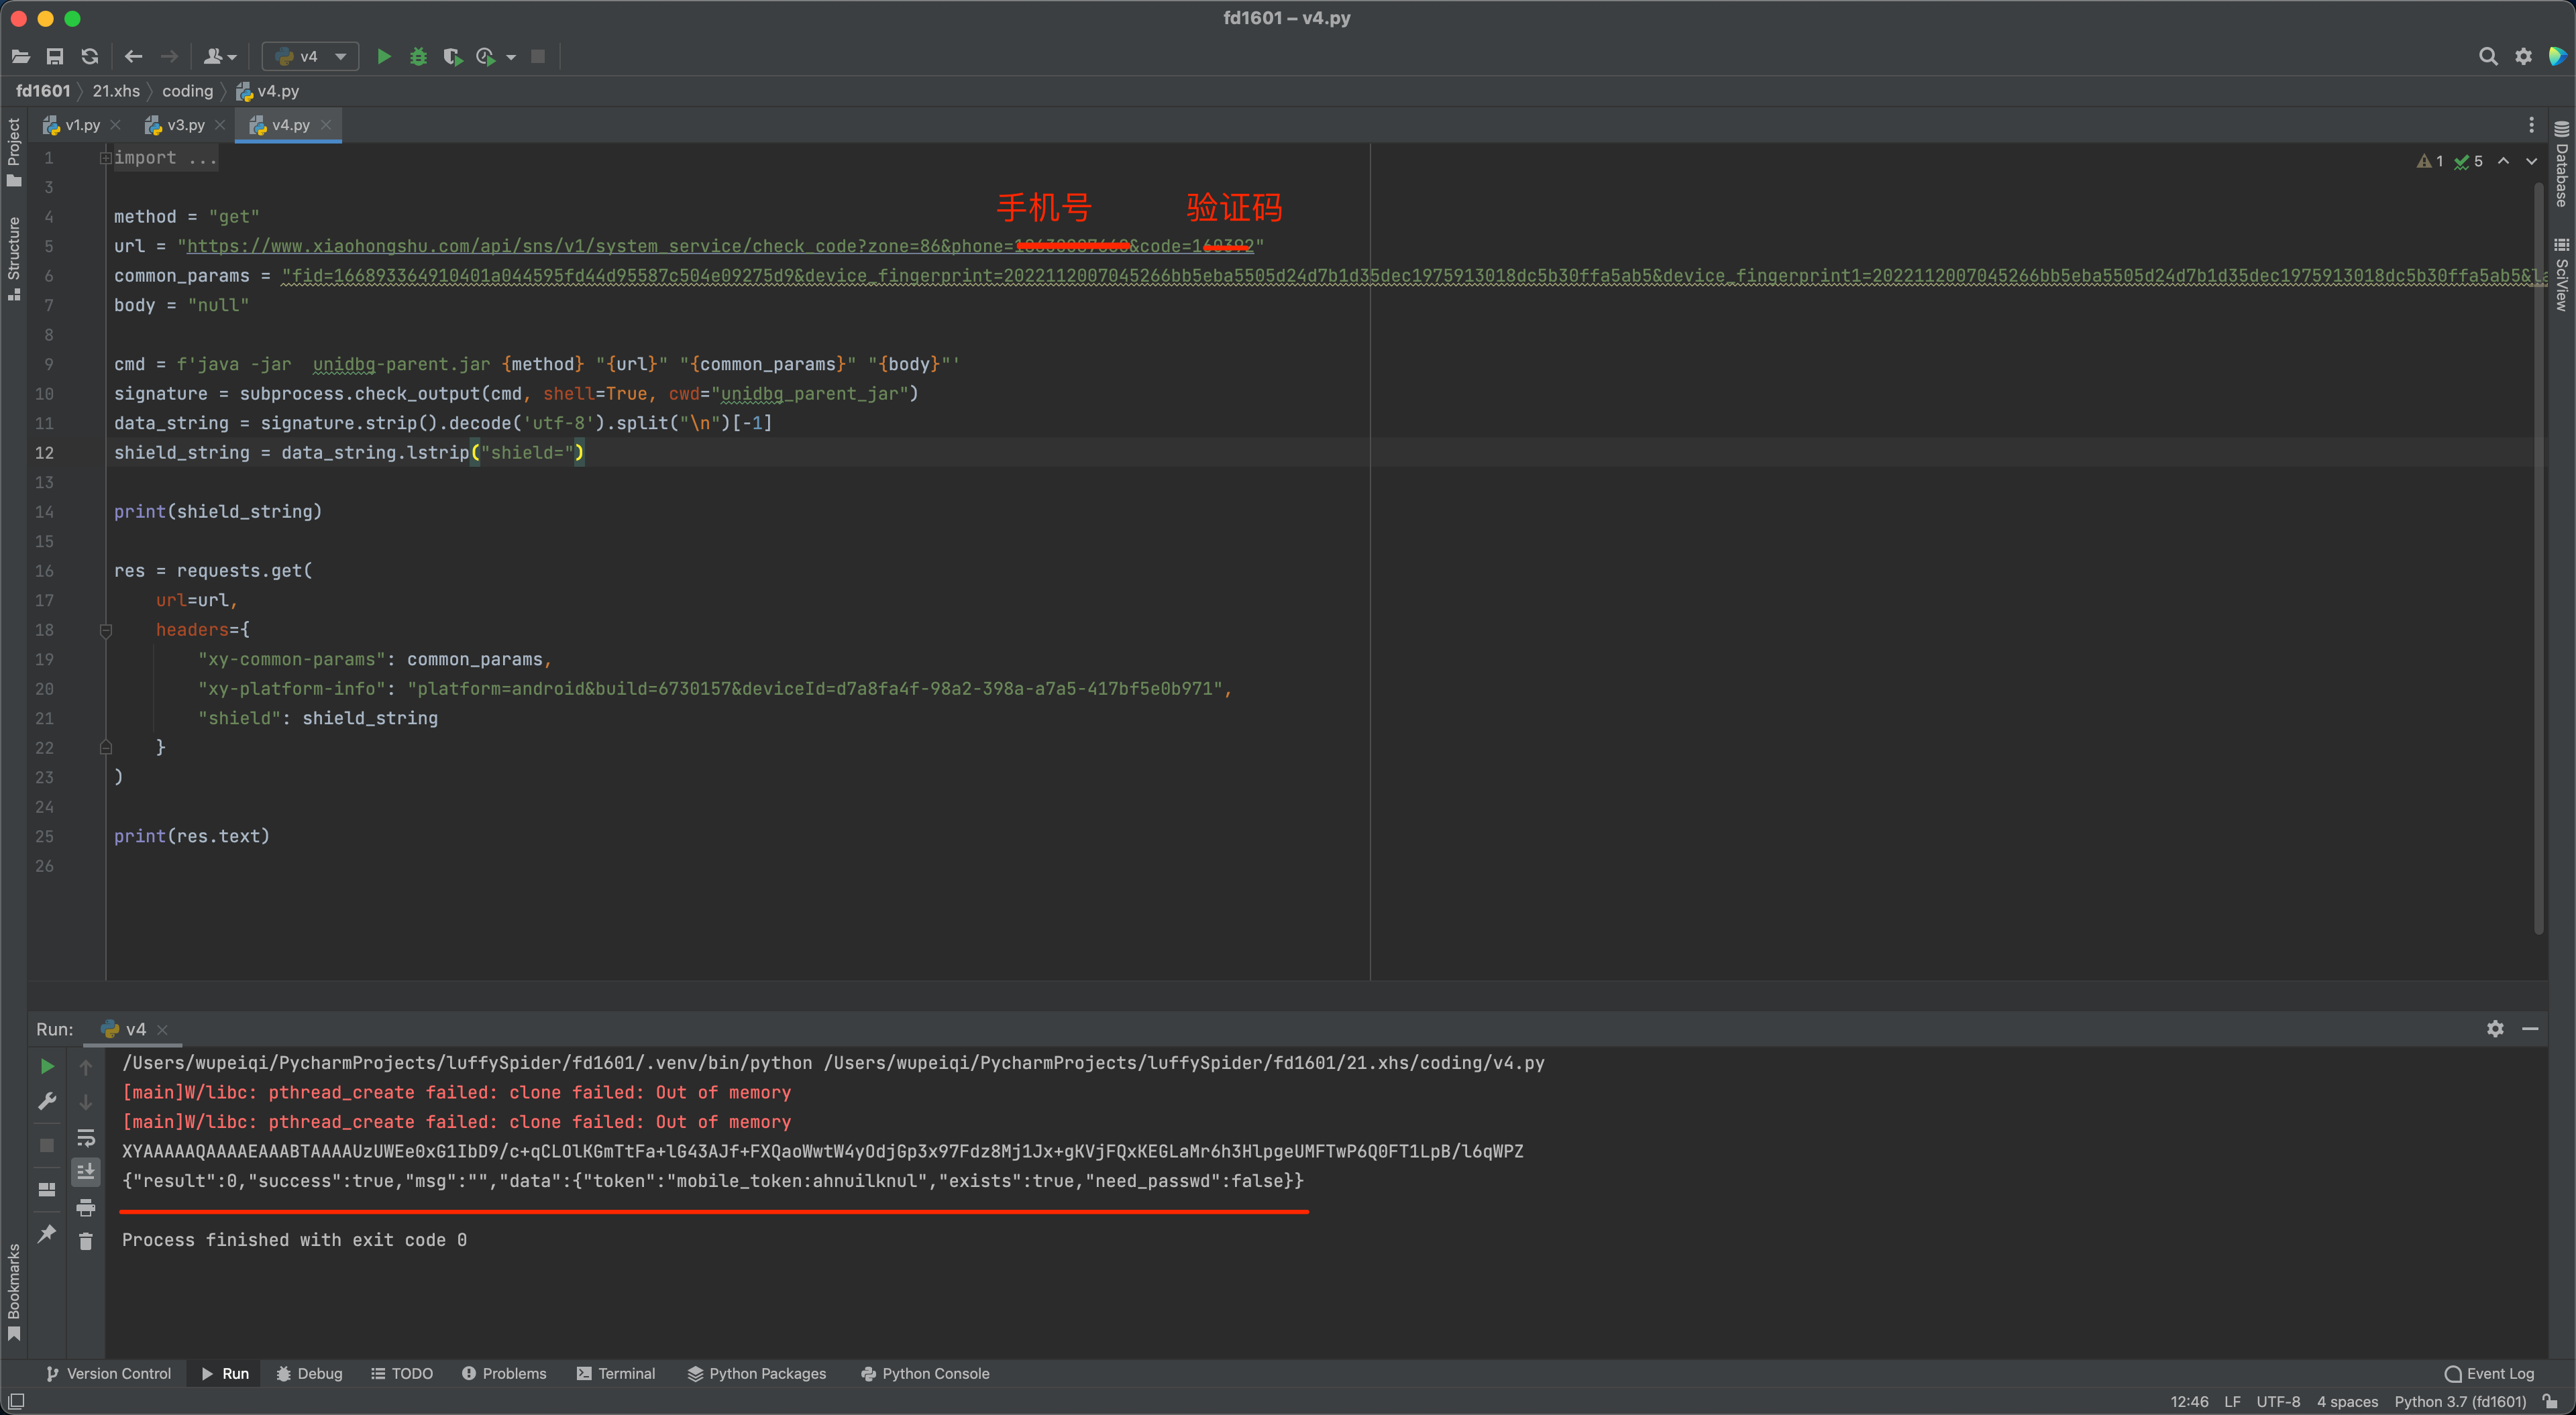 fd1601 – v4.py
v4
fd1601 21.xhs coding v4.py
v1.py v3.py v4.py
Project
Structure
Bookmarks
Database
SciView
1 import ...
1 5
3
手机号 验证码
4 method = "get"
5 url = "https://www.xiaohongshu.com/api/sns/v1/system_service/check_code?zone=86&phone= &code=
6 common_params = "fid=166893364910401a044595fd44d95587c504e09275d9&device_fingerprint=2022112007045266bb5eba5505d24d7b1d35dec1975913018dc5b30ffa5ab5&device_fingerprint1=2022112007045266bb5eba5505d24d7b1d35dec1975913018dc5b30ffa5ab5&la
7 body = "null"
8
9 cmd = f'java -jar  unidbg-parent.jar {method} "{url}" "{common_params}" "{body}"'
10 signature = subprocess.check_output(cmd, shell=True, cwd="unidbg_parent_jar")
11 data_string = signature.strip().decode('utf-8').split("\n")[-1]
12 shield_string = data_string.lstrip("shield=")
13
14 print(shield_string)
15
16 res = requests.get(
17 url=url,
18 headers={
19 "xy-common-params": common_params,
20 "xy-platform-info": "platform=android&build=6730157&deviceId=d7a8fa4f-98a2-398a-a7a5-417bf5e0b971",
21 "shield": shield_string
22 }
23 )
24
25 print(res.text)
26
Run: v4
/Users/wupeiqi/PycharmProjects/luffySpider/fd1601/.venv/bin/python /Users/wupeiqi/PycharmProjects/luffySpider/fd1601/21.xhs/coding/v4.py
[main]W/libc: pthread_create failed: clone failed: Out of memory
[main]W/libc: pthread_create failed: clone failed: Out of memory
XYAAAAAQAAAAEAAABTAAAAUzUWEe0xG1IbD9/c+qCLOlKGmTtFa+lG43AJf+FXQaoWwtW4yOdjGp3x97Fdz8Mj1Jx+gKVjFQxKEGLaMr6h3HlpgeUMFTwP6Q0FT1LpB/l6qWPZ
{"result":0,"success":true,"msg":"","data":{"token":"mobile_token:ahnuilknul","exists":true,"need_passwd":false}}
Process finished with exit code 0
Version Control Run Debug TODO Problems Terminal Python Packages Python Console Event Log
12:46 LF UTF-8 4 spaces Python 3.7 (fd1601)